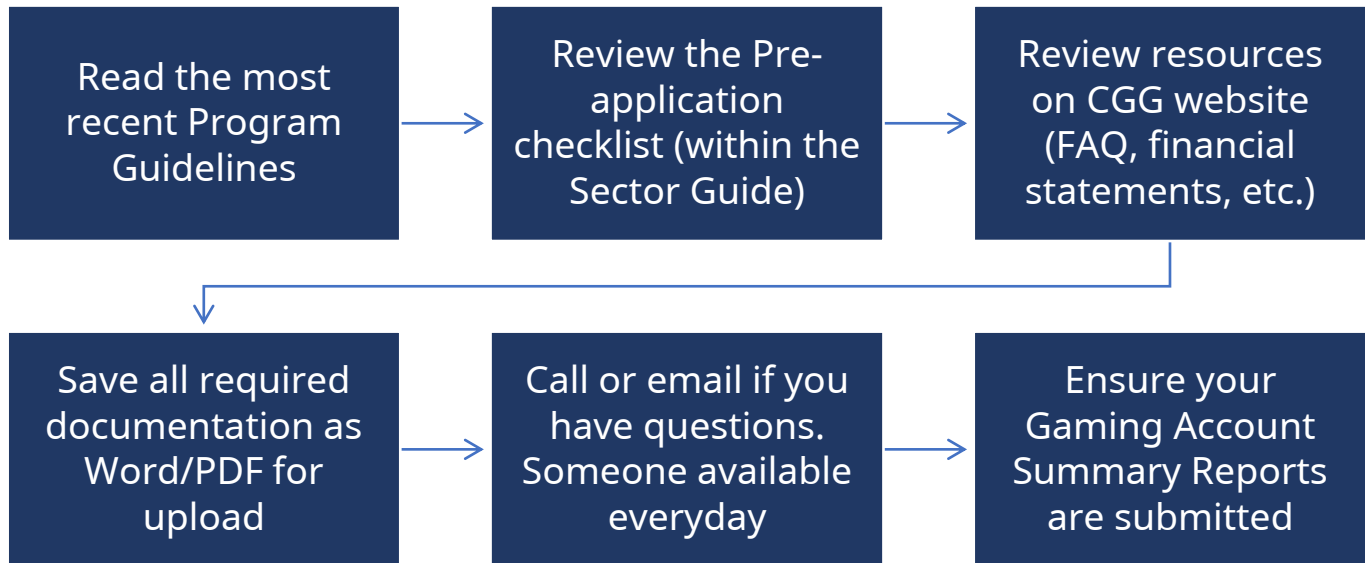 Read the most
recent Program
Guidelines
Review the Pre-
application
checklist (within the
Sector Guide)
Review resources
on CGG website
(FAQ, financial
statements, etc.)
Save all required
documentation as
Word/PDF for
upload
Call or email if you
have questions.
Someone available
everyday
Ensure your
Gaming Account
Summary Reports
are submitted